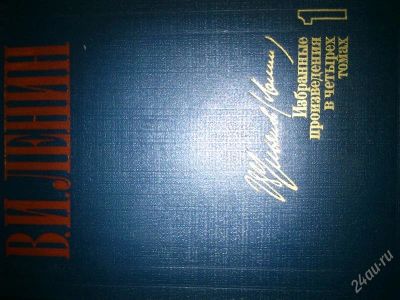 В.И.ЛЕНИН
Избранные
произведения
в четырех
томах
1
24au.ru